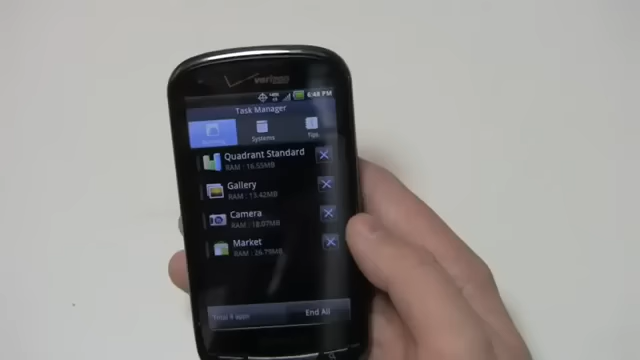 verizon
6:48 PM
Task Manager
Running
Systems
Tips
Quadrant Standard
RAM : 16.55MB
Gallery
RAM : 13.42MB
Camera
RAM : 18.07MB
Market
RAM : 26.79MB
Total 4 apps
End All